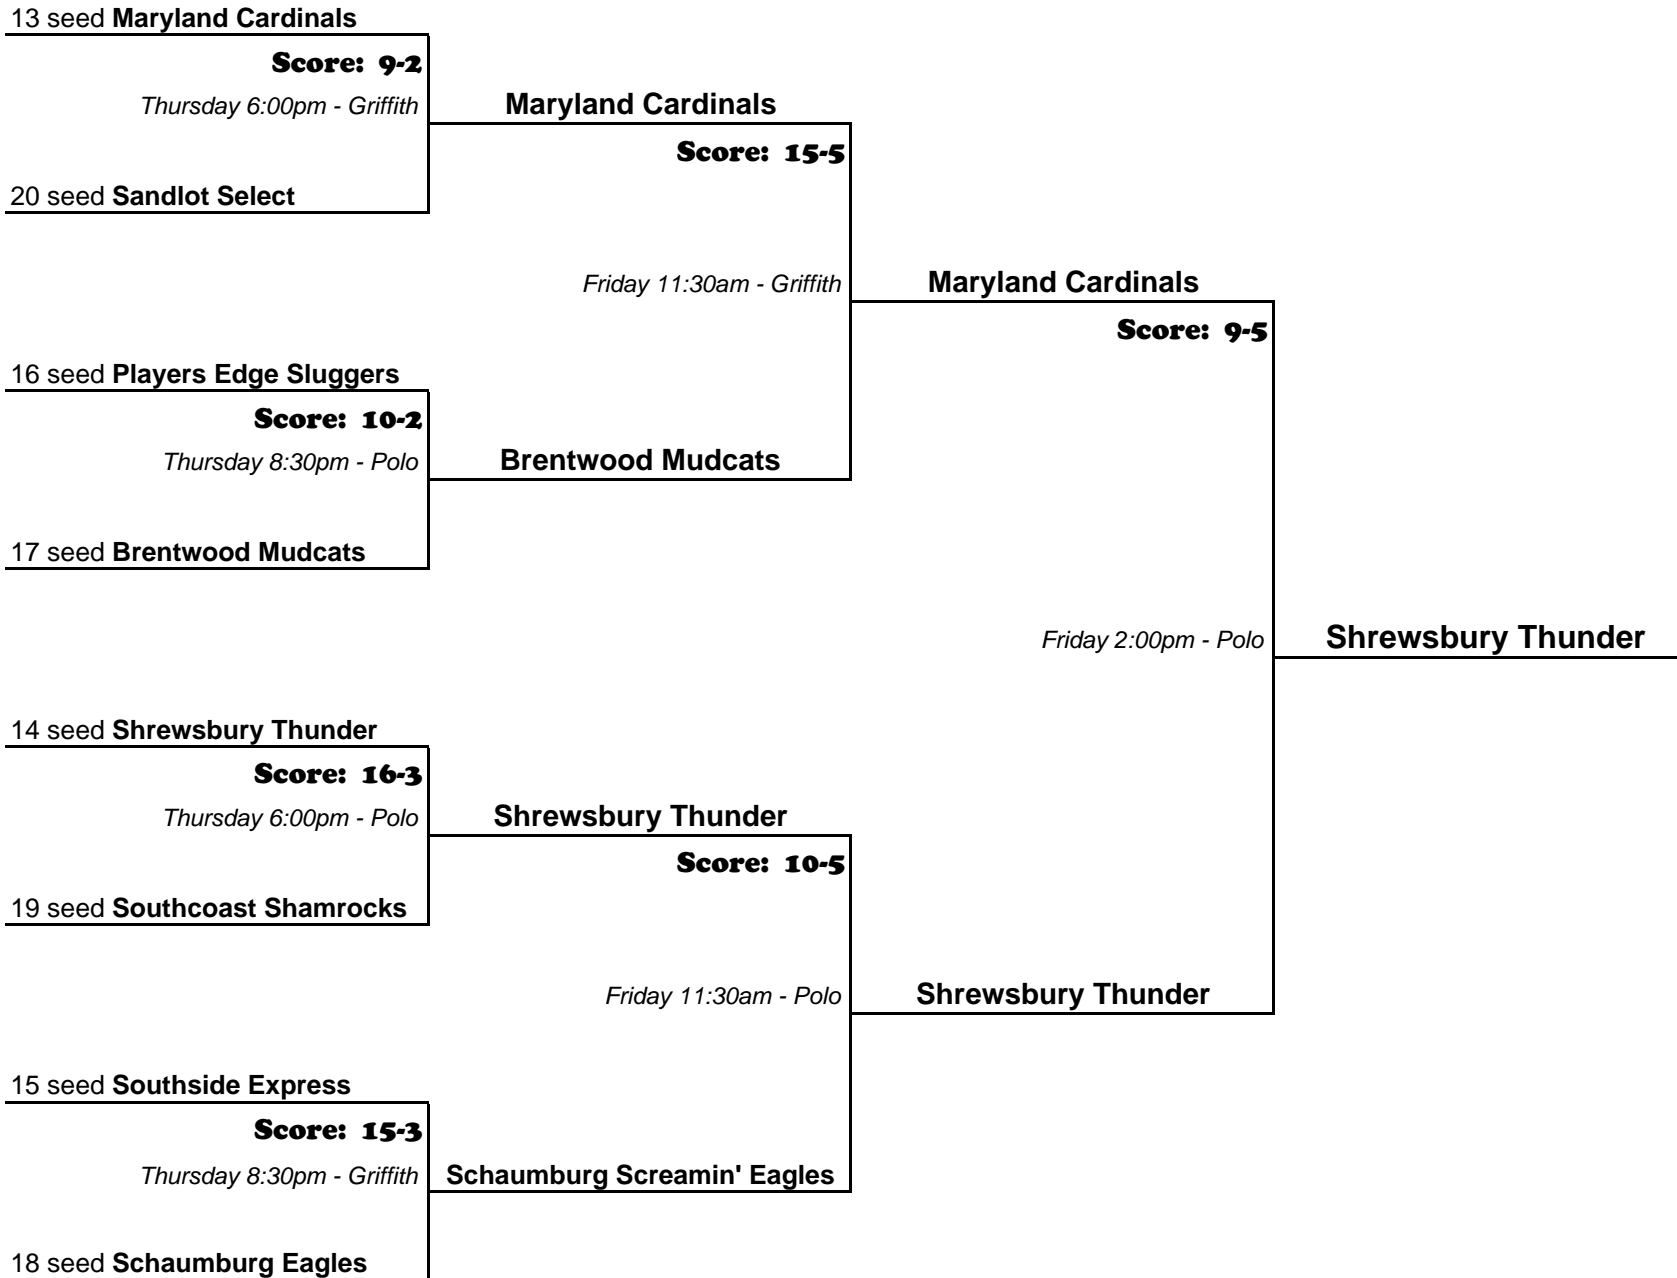 13 seed Maryland Cardinals
Score: 9-2
Thursday 6:00pm - Griffith
Maryland Cardinals
Score: 15-5
20 seed Sandlot Select
Friday 11:30am - Griffith
Maryland Cardinals
Score: 9-5
16 seed Players Edge Sluggers
Score: 10-2
Thursday 8:30pm - Polo
Brentwood Mudcats
17 seed Brentwood Mudcats
Friday 2:00pm - Polo
Shrewsbury Thunder
14 seed Shrewsbury Thunder
Score: 16-3
Thursday 6:00pm - Polo
Shrewsbury Thunder
Score: 10-5
19 seed Southcoast Shamrocks
Friday 11:30am - Polo
Shrewsbury Thunder
15 seed Southside Express
Score: 15-3
Thursday 8:30pm - Griffith
Schaumburg Screamin' Eagles
18 seed Schaumburg Eagles